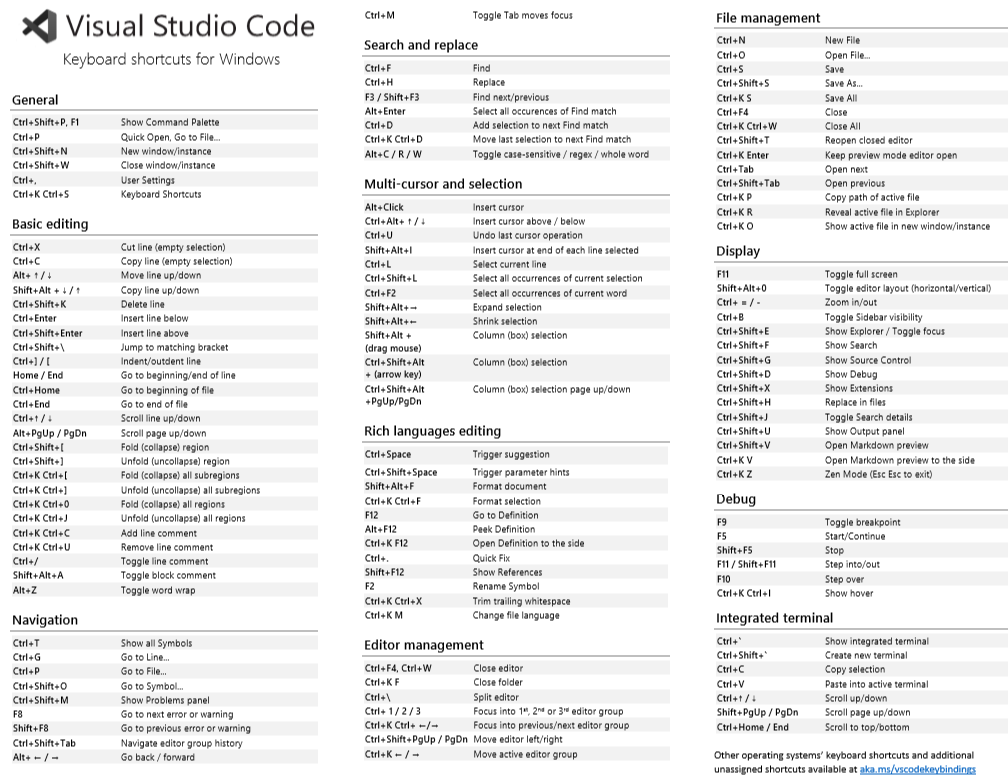 Visual Studio Code
Keyboard shortcuts for Windows
General
Ctrl+Shift+P, F1 Show Command Palette
Ctrl+P Quick Open, Go to File...
Ctrl+Shift+N New window/instance
Ctrl+Shift+W Close window/instance
Ctrl+, User Settings
Ctrl+K Ctrl+S Keyboard Shortcuts
Basic editing
Ctrl+X Cut line (empty selection)
Ctrl+C Copy line (empty selection)
Alt+ ↑ / ↓ Move line up/down
Shift+Alt + ↓ / ↑ Copy line up/down
Ctrl+Shift+K Delete line
Ctrl+Enter Insert line below
Ctrl+Shift+Enter Insert line above
Ctrl+Shift+\ Jump to matching bracket
Ctrl+] / [ Indent/outdent line
Home / End Go to beginning/end of line
Ctrl+Home Go to beginning of file
Ctrl+End Go to end of file
Ctrl+↑ / ↓ Scroll line up/down
Alt+PgUp / PgDn Scroll page up/down
Ctrl+Shift+[ Fold (collapse) region
Ctrl+Shift+] Unfold (uncollapse) region
Ctrl+K Ctrl+[ Fold (collapse) all subregions
Ctrl+K Ctrl+] Unfold (uncollapse) all subregions
Ctrl+K Ctrl+0 Fold (collapse) all regions
Ctrl+K Ctrl+J Unfold (uncollapse) all regions
Ctrl+K Ctrl+C Add line comment
Ctrl+K Ctrl+U Remove line comment
Ctrl+/ Toggle line comment
Shift+Alt+A Toggle block comment
Alt+Z Toggle word wrap
Navigation
Ctrl+T Show all Symbols
Ctrl+G Go to Line...
Ctrl+P Go to File...
Ctrl+Shift+O Go to Symbol...
Ctrl+Shift+M Show Problems panel
F8 Go to next error or warning
Shift+F8 Go to previous error or warning
Ctrl+Shift+Tab Navigate editor group history
Alt+ ← / → Go back / forward
Ctrl+M Toggle Tab moves focus
Search and replace
Ctrl+F Find
Ctrl+H Replace
F3 / Shift+F3 Find next/previous
Alt+Enter Select all occurences of Find match
Ctrl+D Add selection to next Find match
Ctrl+K Ctrl+D Move last selection to next Find match
Alt+C / R / W Toggle case-sensitive / regex / whole word
Multi-cursor and selection
Alt+Click Insert cursor
Ctrl+Alt+ ↑ / ↓ Insert cursor above / below
Ctrl+U Undo last cursor operation
Shift+Alt+I Insert cursor at end of each line selected
Ctrl+L Select current line
Ctrl+Shift+L Select all occurrences of current selection
Ctrl+F2 Select all occurrences of current word
Shift+Alt+→ Expand selection
Shift+Alt+← Shrink selection
Shift+Alt + Column (box) selection
(drag mouse)
Ctrl+Shift+Alt Column (box) selection
+ (arrow key)
Ctrl+Shift+Alt Column (box) selection page up/down
+PgUp/PgDn
Rich languages editing
Ctrl+Space Trigger suggestion
Ctrl+Shift+Space Trigger parameter hints
Shift+Alt+F Format document
Ctrl+K Ctrl+F Format selection
F12 Go to Definition
Alt+F12 Peek Definition
Ctrl+K F12 Open Definition to the side
Ctrl+. Quick Fix
Shift+F12 Show References
F2 Rename Symbol
Ctrl+K Ctrl+X Trim trailing whitespace
Ctrl+K M Change file language
Editor management
Ctrl+F4, Ctrl+W Close editor
Ctrl+K F Close folder
Ctrl+\ Split editor
Ctrl+ 1 / 2 / 3 Focus into 1st, 2nd or 3rd editor group
Ctrl+K Ctrl+ ←/→ Focus into previous/next editor group
Ctrl+Shift+PgUp / PgDn Move editor left/right
Ctrl+K ← / → Move active editor group
File management
Ctrl+N New File
Ctrl+O Open File...
Ctrl+S Save
Ctrl+Shift+S Save As...
Ctrl+K S Save All
Ctrl+F4 Close
Ctrl+K Ctrl+W Close All
Ctrl+Shift+T Reopen closed editor
Ctrl+K Enter Keep preview mode editor open
Ctrl+Tab Open next
Ctrl+Shift+Tab Open previous
Ctrl+K P Copy path of active file
Ctrl+K R Reveal active file in Explorer
Ctrl+K O Show active file in new window/instance
Display
F11 Toggle full screen
Shift+Alt+0 Toggle editor layout (horizontal/vertical)
Ctrl+ = / - Zoom in/out
Ctrl+B Toggle Sidebar visibility
Ctrl+Shift+E Show Explorer / Toggle focus
Ctrl+Shift+F Show Search
Ctrl+Shift+G Show Source Control
Ctrl+Shift+D Show Debug
Ctrl+Shift+X Show Extensions
Ctrl+Shift+H Replace in files
Ctrl+Shift+J Toggle Search details
Ctrl+Shift+U Show Output panel
Ctrl+Shift+V Open Markdown preview
Ctrl+K V Open Markdown preview to the side
Ctrl+K Z Zen Mode (Esc Esc to exit)
Debug
F9 Toggle breakpoint
F5 Start/Continue
Shift+F5 Stop
F11 / Shift+F11 Step into/out
F10 Step over
Ctrl+K Ctrl+I Show hover
Integrated terminal
Ctrl+` Show integrated terminal
Ctrl+Shift+` Create new terminal
Ctrl+C Copy selection
Ctrl+V Paste into active terminal
Ctrl+↑ / ↓ Scroll up/down
Shift+PgUp / PgDn Scroll page up/down
Ctrl+Home / End Scroll to top/bottom
Other operating systems' keyboard shortcuts and additional
unassigned shortcuts available at aka.ms/vscodekeybindings